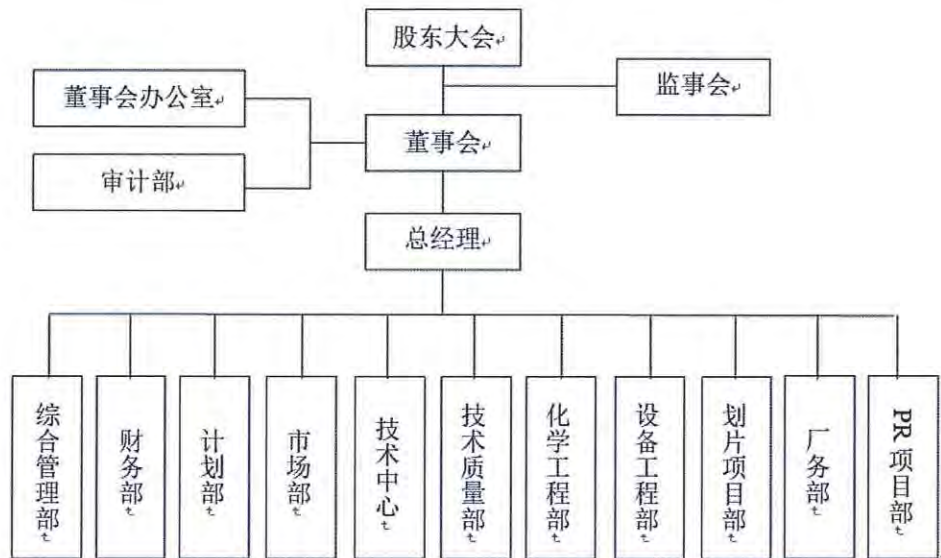 股东大会
监事会
董事会办公室
董事会
审计部
总经理
综合管理部
财务部
计划部
市场部
技术中心
技术质量部
化学工程部
设备工程部
划片项目部
厂务部
PR项目部